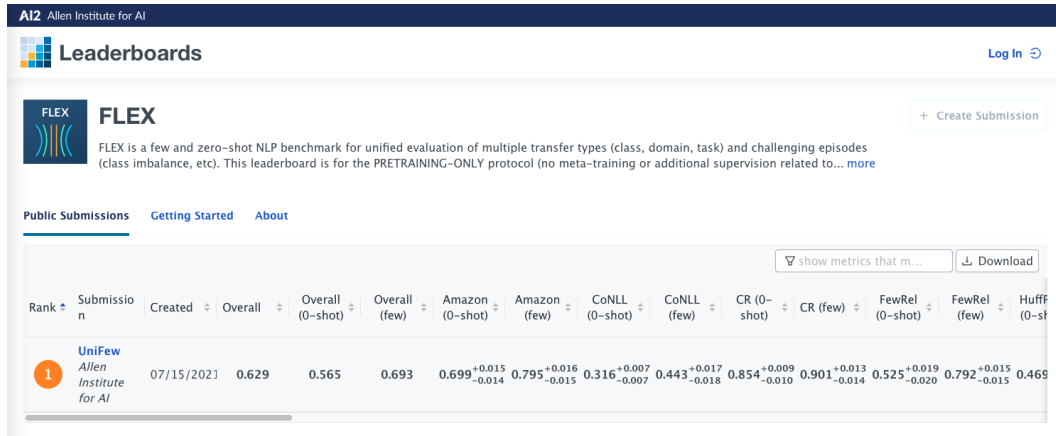 AI2 Allen Institute for AI
Leaderboards
Log In
FLEX
FLEX
+ Create Submission
FLEX is a few and zero-shot NLP benchmark for unified evaluation of multiple transfer types (class, domain, task) and challenging episodes
(class imbalance, etc). This leaderboard is for the PRETRAINING-ONLY protocol (no meta-training or additional supervision related to... more
Public Submissions Getting Started About
show metrics that m... Download
Rank Submissio
n Created Overall Overall
(0-shot) Overall
(few) Amazon
(0-shot) Amazon
(few) CoNLL
(0-shot) CoNLL
(few) CR (0-
shot) CR (few) FewRel
(0-shot) FewRel
(few) HuffP
(0-sh
1 UniFew
Allen
Institute
for AI 07/15/2021 0.629 0.565 0.693 0.699 +0.015 -0.014 0.795 +0.016 -0.015 0.316 +0.007 -0.007 0.443 +0.017 -0.018 0.854 +0.009 -0.010 0.901 +0.013 -0.014 0.525 +0.019 -0.020 0.792 +0.015 -0.015 0.469